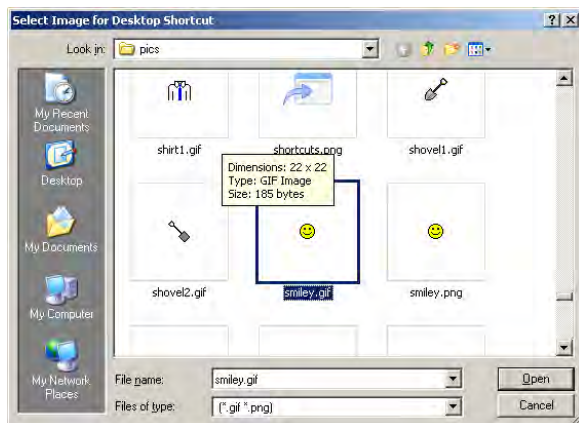 Select Image for Desktop Shortcut
Look in:
pics
My Recent
Documents
Desktop
My Documents
My Computer
My Network
Places
shirt1.gif
shortcuts.png
shovel1.gif
Dimensions: 22 x 22
Type: GIF Image
Size: 185 bytes
shovel2.gif
smiley.gif
smiley.png
File name:
smiley.gif
Open
Files of type:
(*.gif *.png)
Cancel